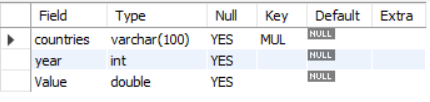 Field Type Null Key Default Extra
countries varchar(100) YES MUL NULL
year int YES NULL
Value double YES NULL